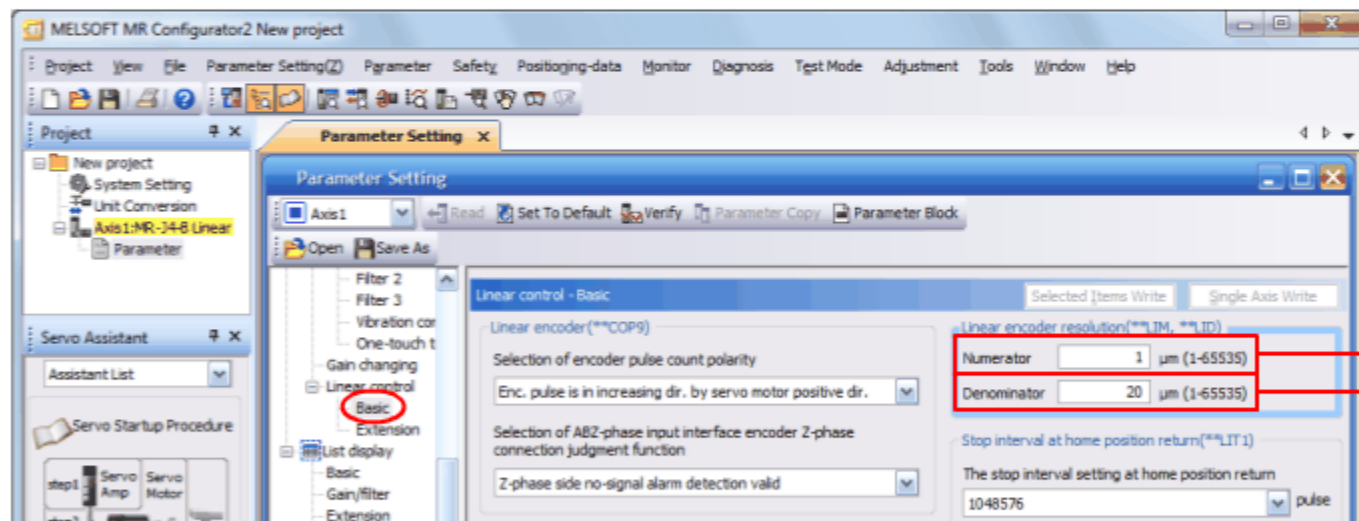 MELSOFT MR Configurator2 New project
Project View File Parameter Setting(Z) Parameter Safety Positioning-data Monitor Diagnosis Test Mode Adjustment Tools Window Help
Project
Parameter Setting
New project
System Setting
Unit Conversion
Axis1:MR-J4-B Linear
Parameter
Parameter Setting
Axis1 Read Set To Default Verify Parameter Copy Parameter Block
Open Save As
Filter 2
Filter 3
Vibration con
One-touch t
Gain changing
Linear control
Basic
Extension
List display
Basic
Gain/filter
Extension
Linear control - Basic
Selected Items Write Single Axis Write
Linear encoder(**COP9)
Selection of encoder pulse count polarity
Enc. pulse is in increasing dir. by servo motor positive dir.
Selection of ABZ-phase input interface encoder Z-phase
connection judgment function
Z-phase side no-signal alarm detection valid
Linear encoder resolution(**LIM, **LID)
Numerator 1 μm (1-65535)
Denominator 20 μm (1-65535)
Stop interval at home position return(**LIT1)
The stop interval setting at home position return
1048576 pulse
Servo Assistant
Assistant List
Servo Startup Procedure
step1 Servo Amp Servo Motor